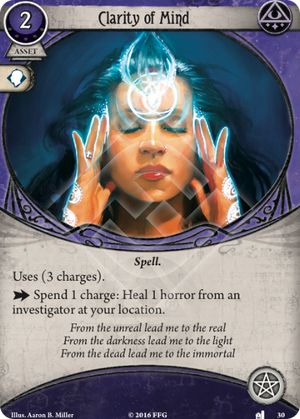 2
Clarity of Mind
ASSET
Spell.
Uses (3 charges).
Spend 1 charge: Heal 1 horror from an
investigator at your location.
From the unreal lead me to the real
From the darkness lead me to the light
From the dead lead me to the immortal
Illus. Aaron B. Miller
© 2016 FFG
30